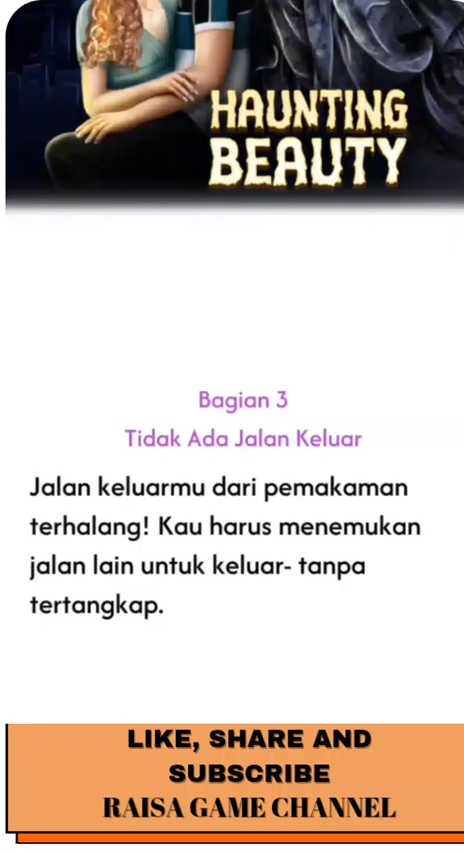 HAUNTING
BEAUTY
Bagian 3
Tidak Ada Jalan Keluar
Jalan keluarmu dari pemakaman
terhalang! Kau harus menemukan
jalan lain untuk keluar- tanpa
tertangkap.
LIKE, SHARE AND
SUBSCRIBE
RAISA GAME CHANNEL